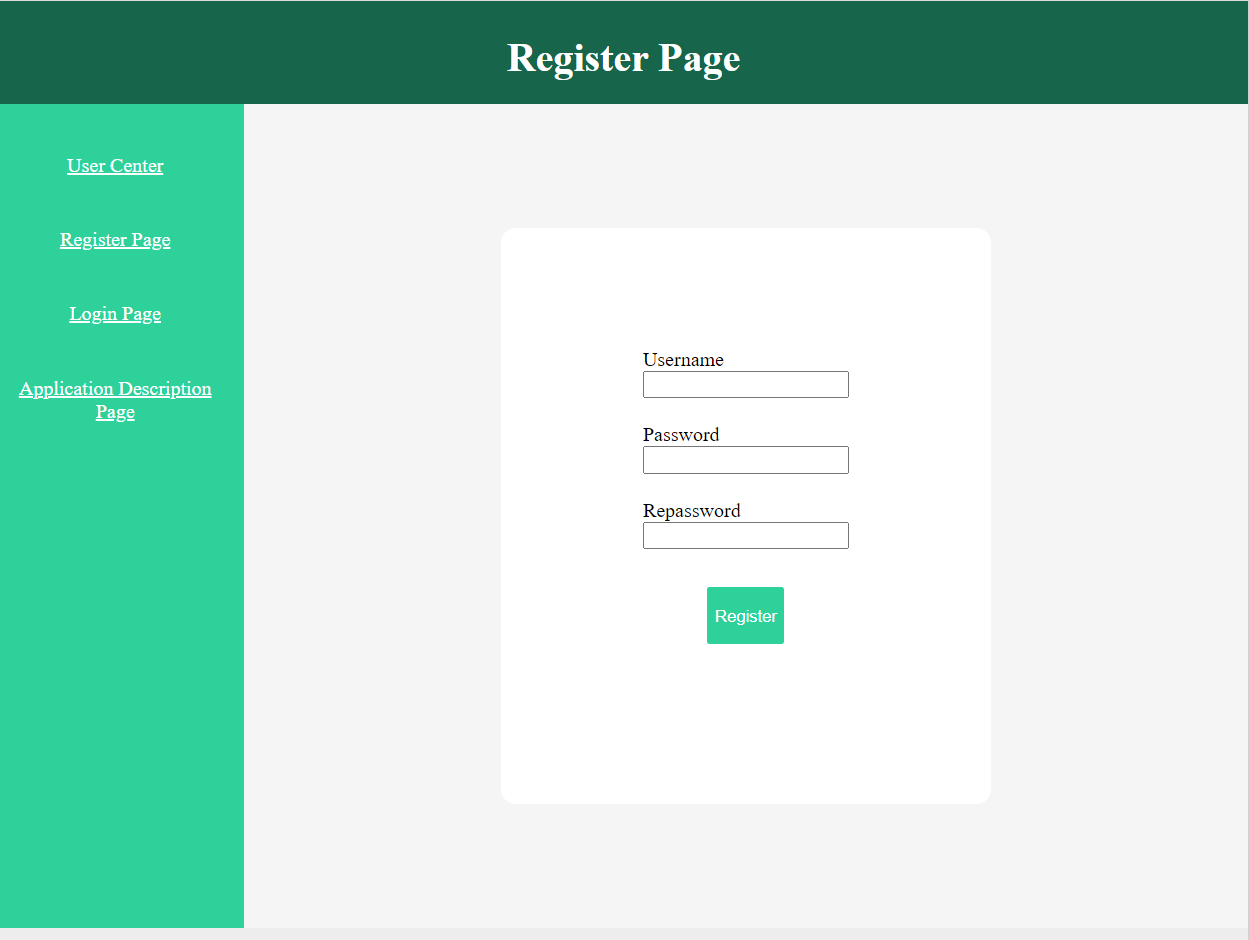 Register Page
User Center
Register Page
Login Page
Application Description
Page
Username
Password
Repassword
Register